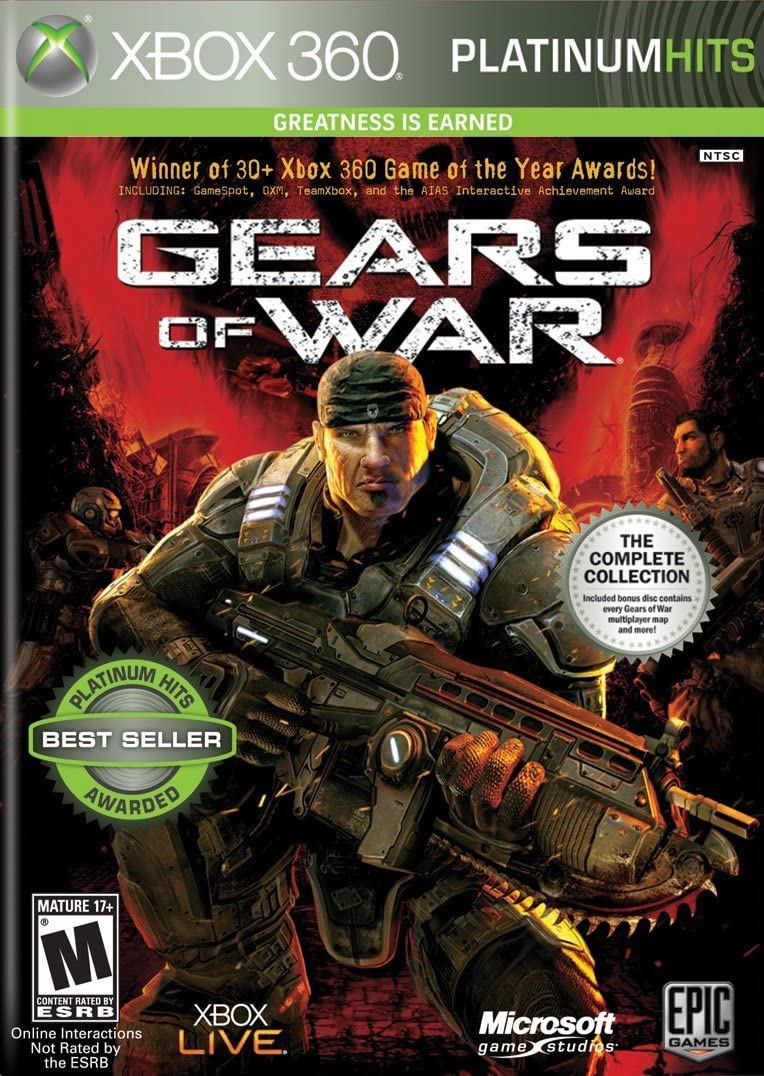 XBOX 360®
PLATINUMHITS
GREATNESS IS EARNED
NTSC
Winner of 30+ Xbox 360 Game of the Year Awards!
INCLUDING: GameSpot, OXM, TeamXbox, and the AIAS Interactive Achievement Award
GEARS
OF WAR®
THE
COMPLETE
COLLECTION
Included bonus disc contains
every Gears of War
multiplayer map
and more!
PLATINUM HITS
BEST SELLER
AWARDED
MATURE 17+
M®
CONTENT RATED BY
ESRB
Online Interactions
Not Rated by
the ESRB
XBOX
LIVE®
Microsoft®
game studios®
EPIC
GAMES